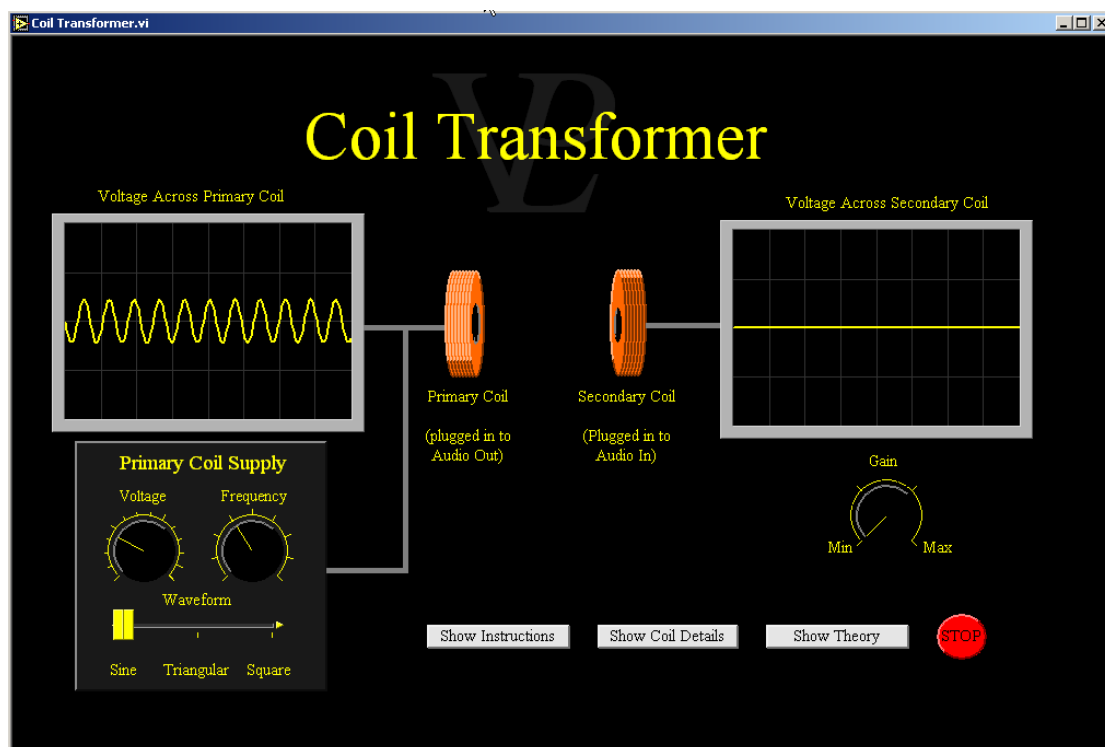 Coil Transformer.vi
VE
Coil Transformer
Voltage Across Primary Coil
Voltage Across Secondary Coil
Primary Coil
(plugged in to
Audio Out)
Secondary Coil
(Plugged in to
Audio In)
Primary Coil Supply
Voltage
Frequency
Waveform
Sine
Triangular
Square
Gain
Min
Max
Show Instructions
Show Coil Details
Show Theory
STOP